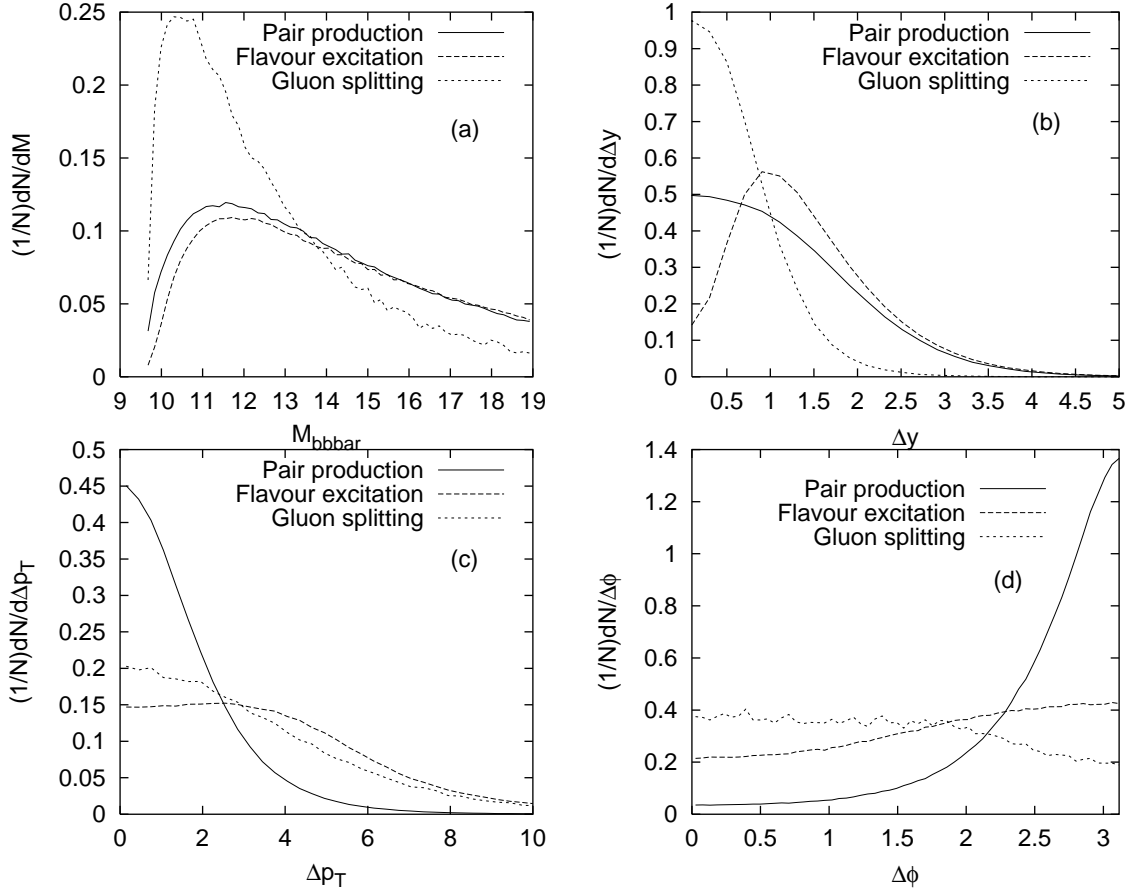 (1/N)dN/dM
0.25
0.2
0.15
0.1
0.05
0
Pair production
Flavour excitation
Gluon splitting
(a)
9 10 11 12 13 14 15 16 17 18 19
M_bbbar
(1/N)dN/dΔy
1
0.9
0.8
0.7
0.6
0.5
0.4
0.3
0.2
0.1
0
Pair production
Flavour excitation
Gluon splitting
(b)
0.5 1 1.5 2 2.5 3 3.5 4 4.5 5
Δy
(1/N)dN/dΔp_T
0.5
0.45
0.4
0.35
0.3
0.25
0.2
0.15
0.1
0.05
0
Pair production
Flavour excitation
Gluon splitting
(c)
0 2 4 6 8 10
Δp_T
(1/N)dN/Δϕ
1.4
1.2
1
0.8
0.6
0.4
0.2
0
Pair production
Flavour excitation
Gluon splitting
(d)
0 0.5 1 1.5 2 2.5 3
Δϕ